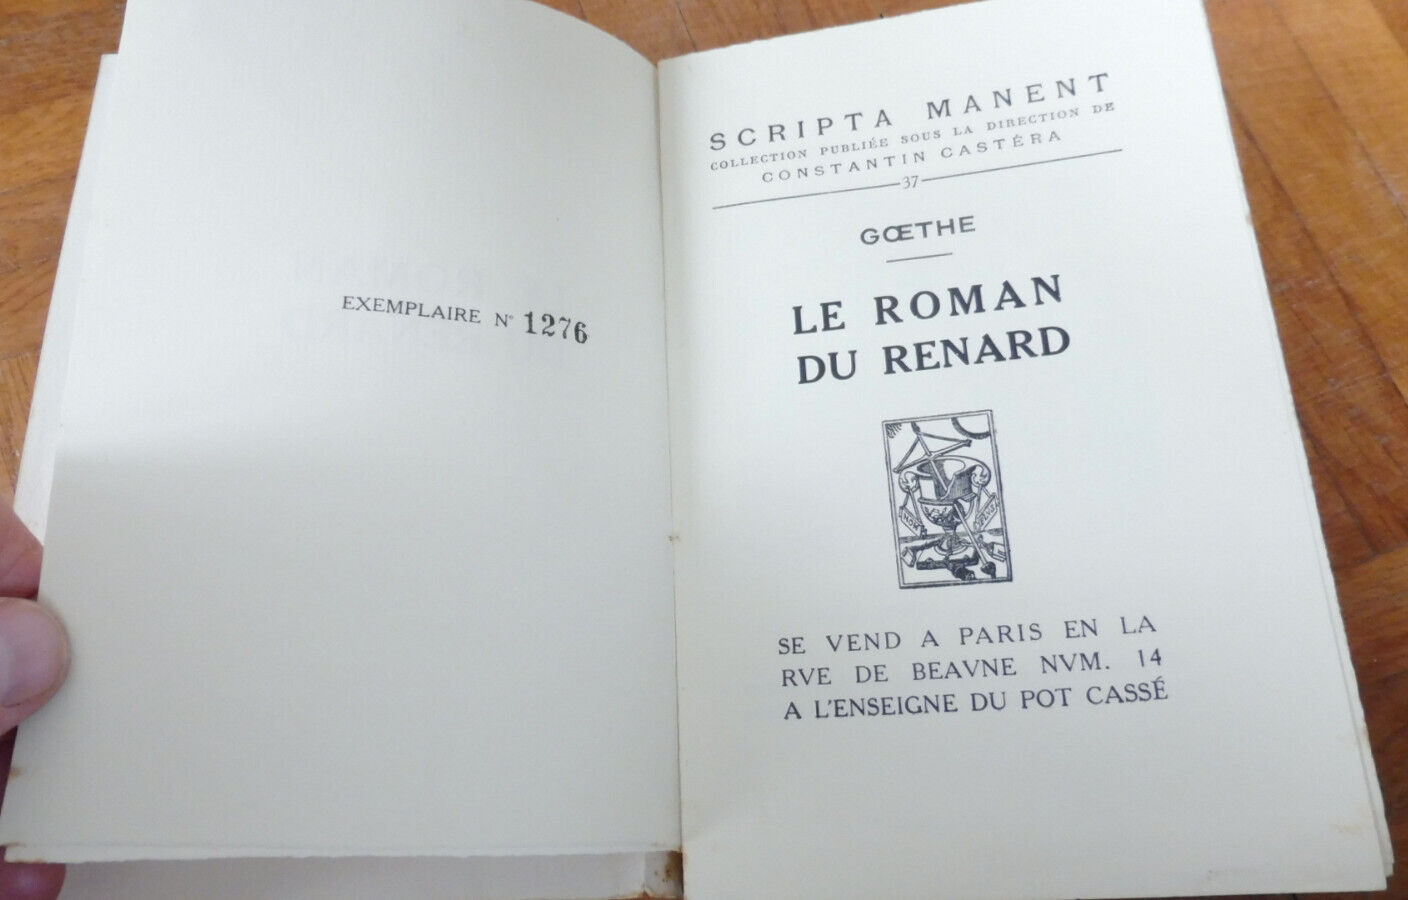 EXEMPLAIRE N° 1276
SCRIPTA MANENT
COLLECTION PUBLIÉE SOUS LA DIRECTION DE
CONSTANTIN CASTÉRA
37
GŒTHE
LE ROMAN
DU RENARD
SE VEND A PARIS EN LA
RVE DE BEAVNE NVM. 14
A L'ENSEIGNE DU POT CASSÉ